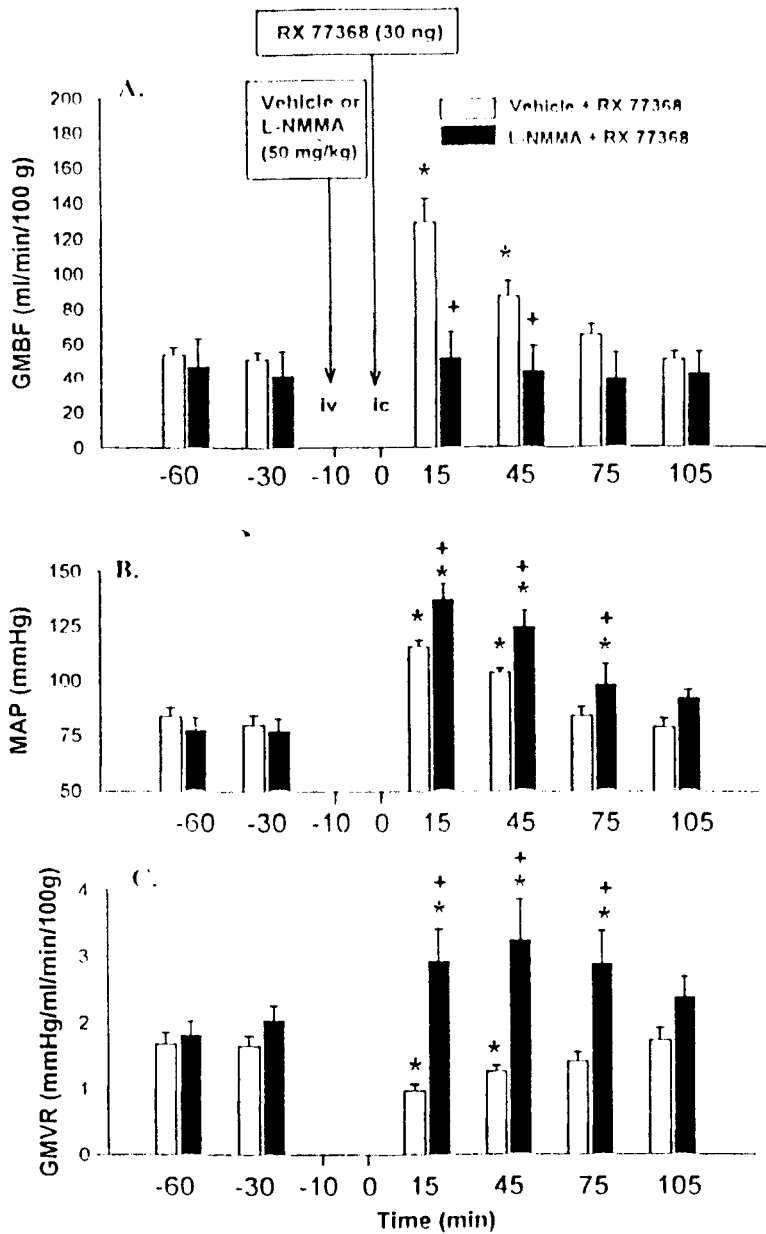 RX 77368 (30 ng)
A.
Vehicle or
L-NMMA
(50 mg/kg)
Vehicle + RX 77368
L-NMMA + RX 77368
GMBF (ml/min/100 g)
200
180
160
140
120
100
80
60
40
20
0
*
*
+
+
iv
ic
-60 -30 -10 0 15 45 75 105
B.
MAP (mmHg)
150
125
100
75
50
*
+
*
*
+
*
+
*
-60 -30 -10 0 15 45 75 105
C.
GMVR (mmHg/ml/min/100g)
4
3
2
1
0
*
+
*
*
+
*
+
*
-60 -30 -10 0 15 45 75 105
Time (min)